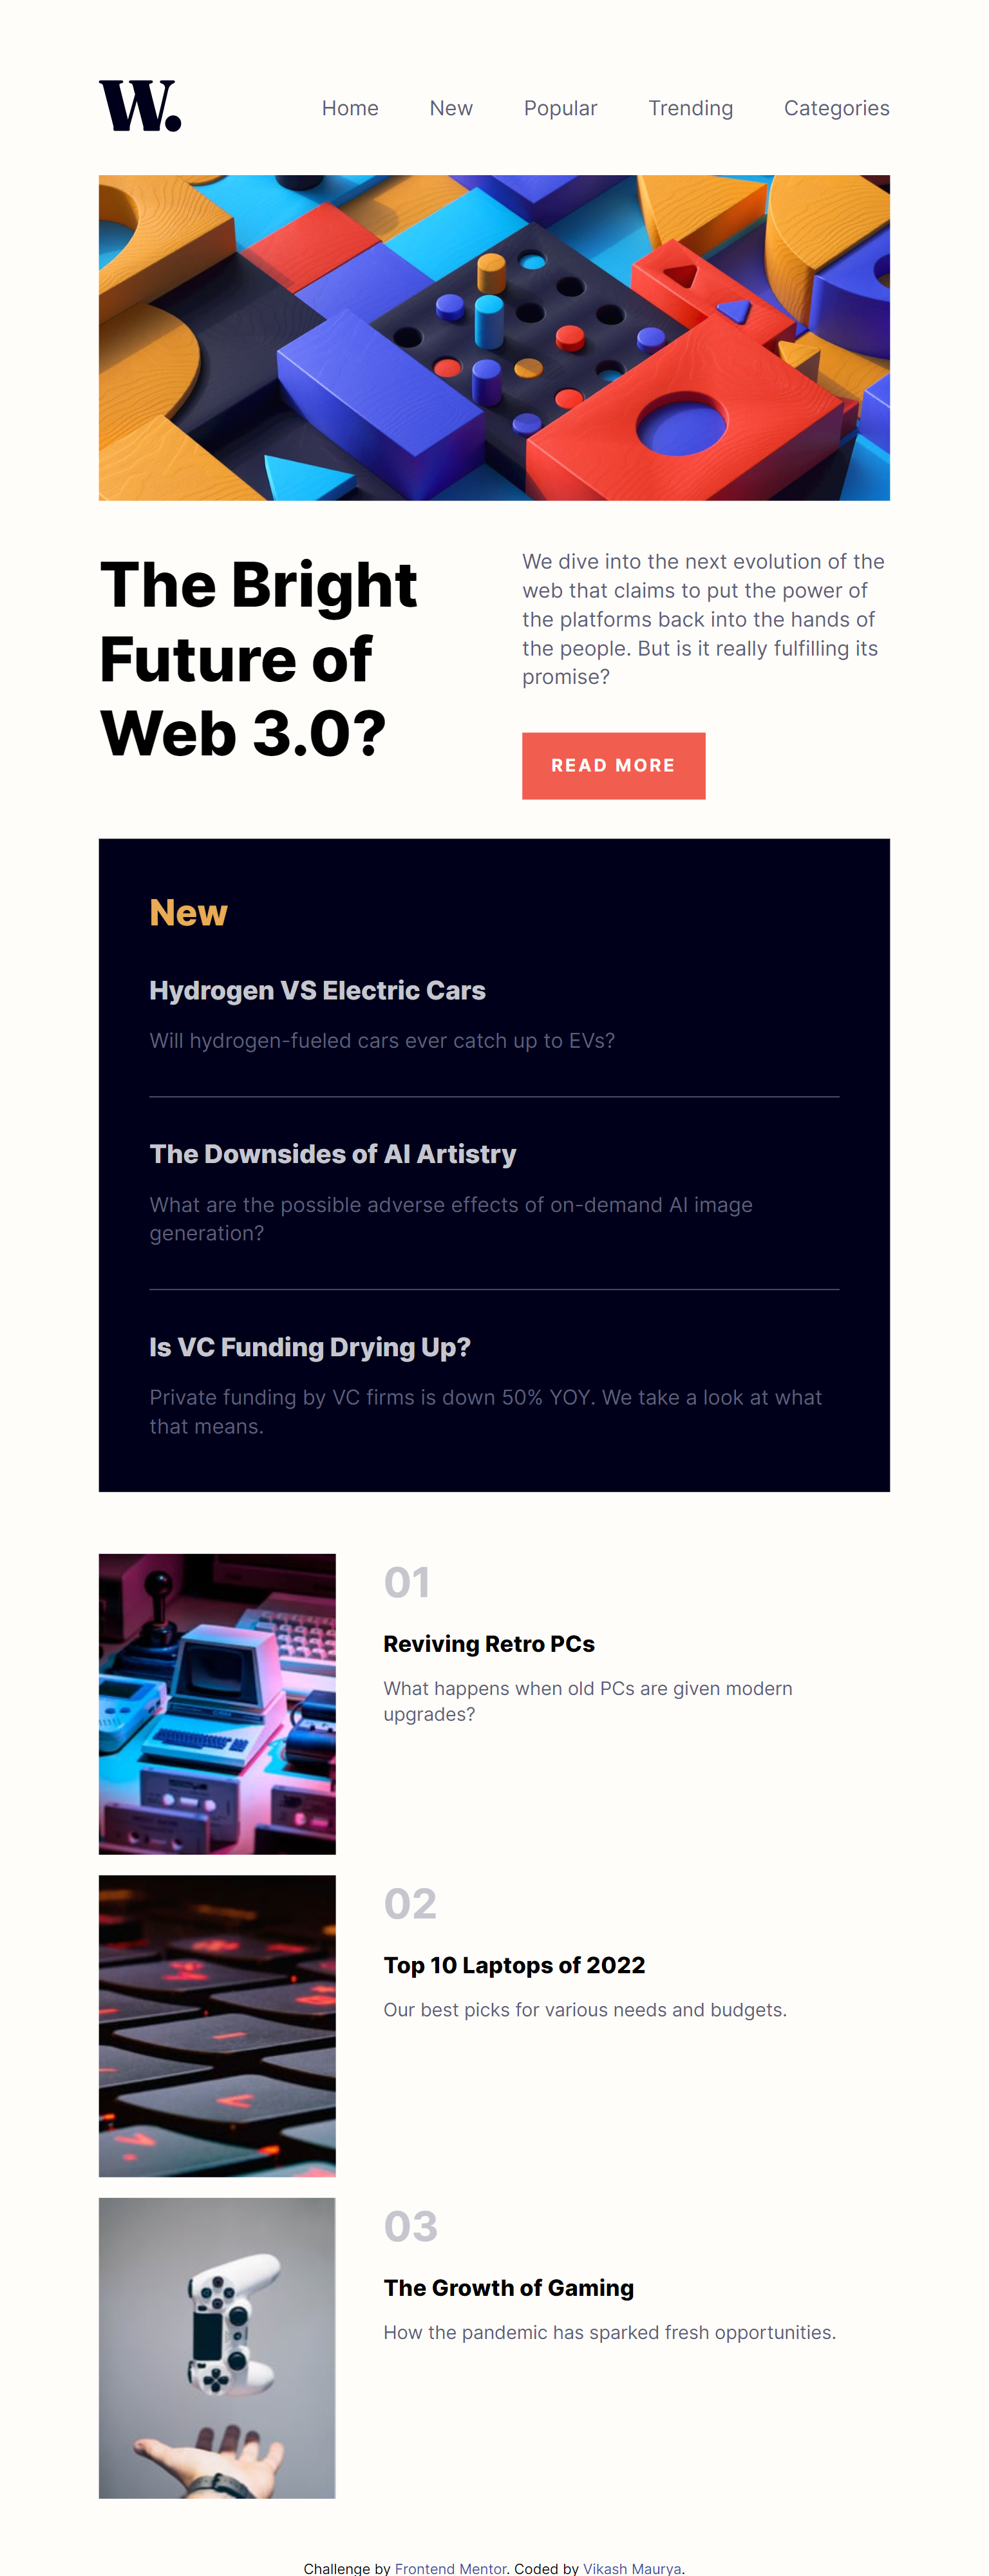 W.
Home New Popular Trending Categories
The Bright
Future of
Web 3.0?
We dive into the next evolution of the
web that claims to put the power of
the platforms back into the hands of
the people. But is it really fulfilling its
promise?
READ MORE
New
Hydrogen VS Electric Cars
Will hydrogen-fueled cars ever catch up to EVs?
The Downsides of AI Artistry
What are the possible adverse effects of on-demand AI image
generation?
Is VC Funding Drying Up?
Private funding by VC firms is down 50% YOY. We take a look at what
that means.
01
Reviving Retro PCs
What happens when old PCs are given modern
upgrades?
02
Top 10 Laptops of 2022
Our best picks for various needs and budgets.
03
The Growth of Gaming
How the pandemic has sparked fresh opportunities.
Challenge by Frontend Mentor. Coded by Vikash Maurya.